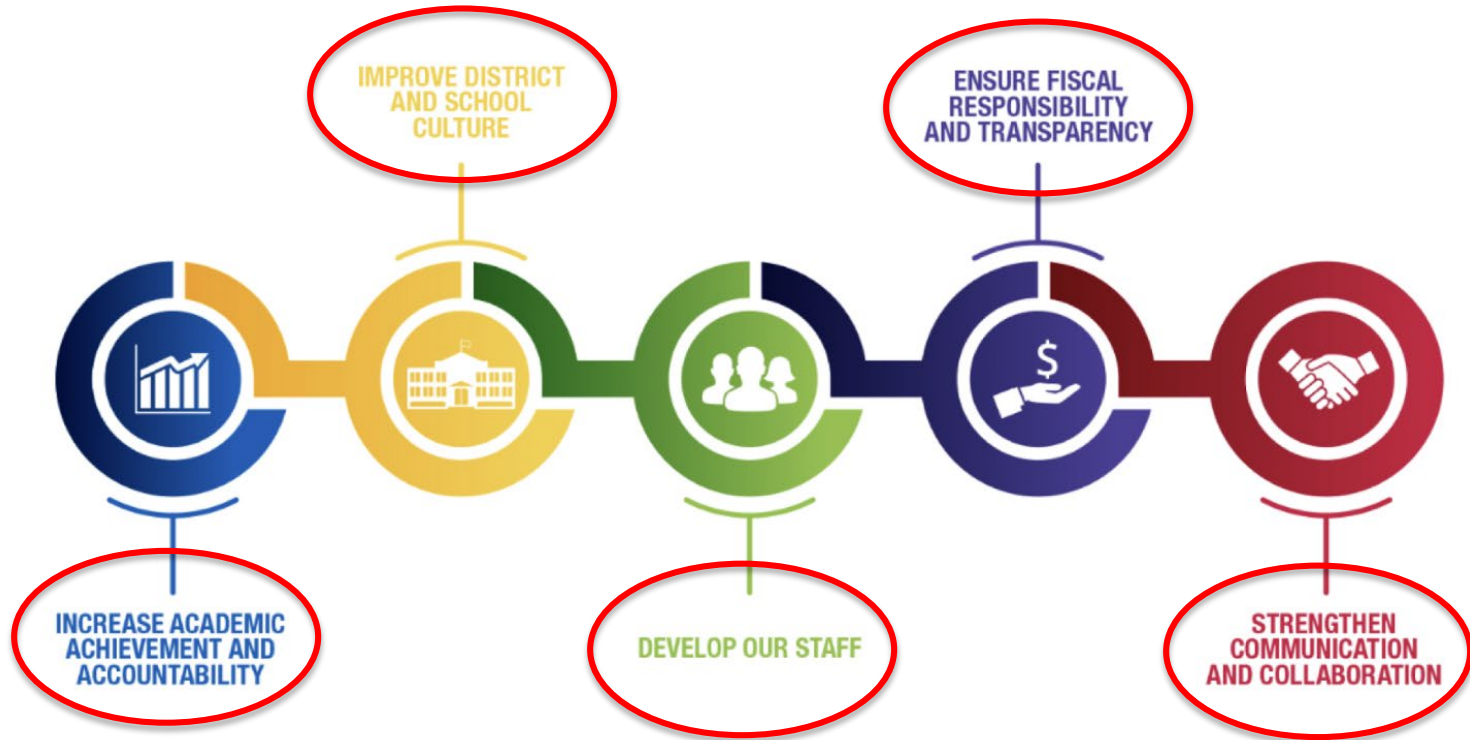 IMPROVE DISTRICT
AND SCHOOL
CULTURE
ENSURE FISCAL
RESPONSIBILITY
AND TRANSPARENCY
$
INCREASE ACADEMIC
ACHIEVEMENT AND
ACCOUNTABILITY
DEVELOP OUR STAFF
STRENGTHEN
COMMUNICATION
AND COLLABORATION